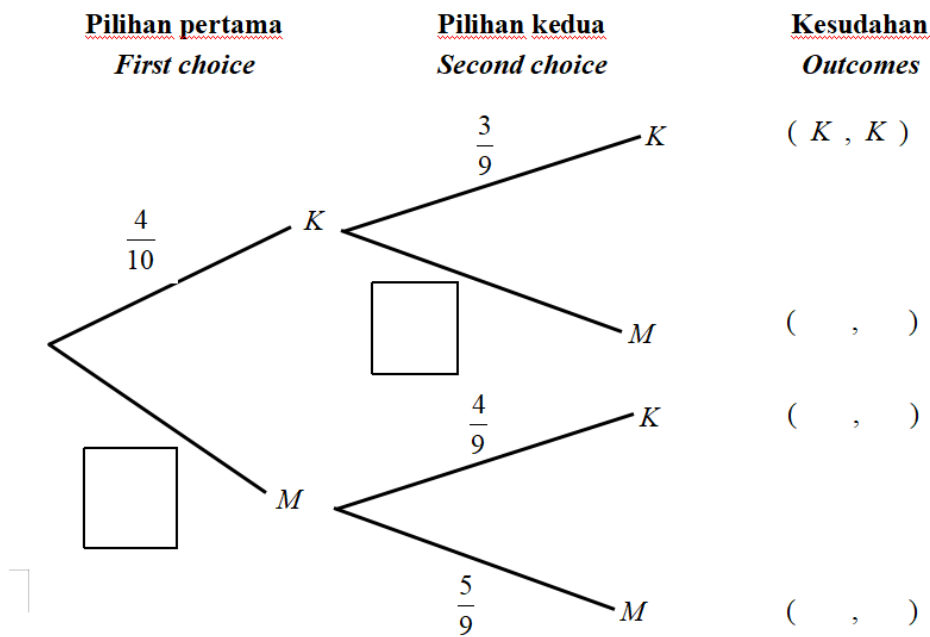 Pilihan pertama Pilihan kedua Kesudahan
First choice Second choice Outcomes
3/9 K ( K , K )
4/10 K
M ( , )
4/9 K ( , )
M
5/9 M ( , )